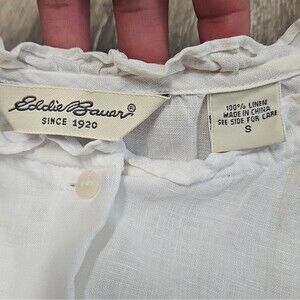 Eddie Bauer
SINCE 1920
100% LINEN
MADE IN CHINA
SEE SIDE FOR CARE
S